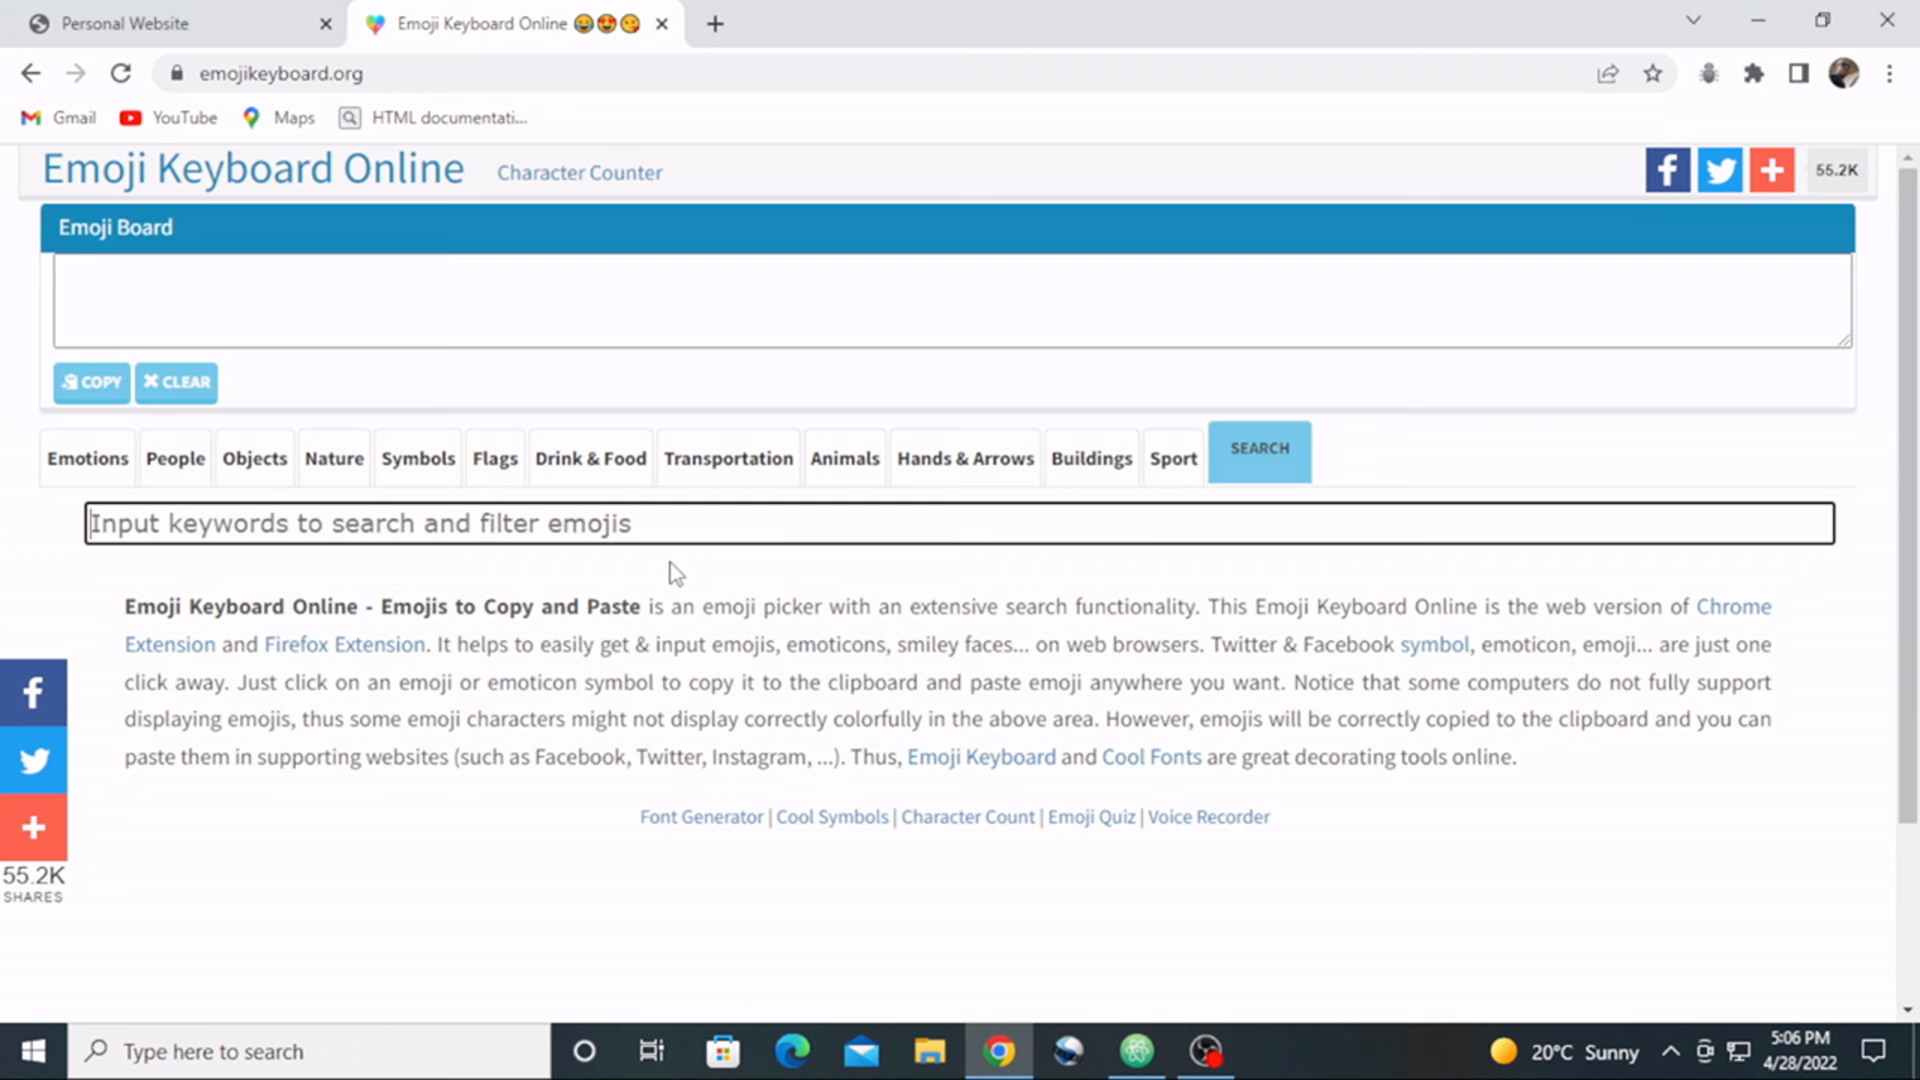 Personal Website
Emoji Keyboard Online 😂😍😘
emojikeyboard.org
Gmail
YouTube
Maps
HTML documentati...
Emoji Keyboard Online
Character Counter
55.2K
Emoji Board
COPY
CLEAR
Emotions
People
Objects
Nature
Symbols
Flags
Drink & Food
Transportation
Animals
Hands & Arrows
Buildings
Sport
SEARCH
Input keywords to search and filter emojis
Emoji Keyboard Online - Emojis to Copy and Paste is an emoji picker with an extensive search functionality. This Emoji Keyboard Online is the web version of Chrome
Extension and Firefox Extension. It helps to easily get & input emojis, emoticons, smiley faces... on web browsers. Twitter & Facebook symbol, emoticon, emoji... are just one
click away. Just click on an emoji or emoticon symbol to copy it to the clipboard and paste emoji anywhere you want. Notice that some computers do not fully support
displaying emojis, thus some emoji characters might not display correctly colorfully in the above area. However, emojis will be correctly copied to the clipboard and you can
paste them in supporting websites (such as Facebook, Twitter, Instagram, ...). Thus, Emoji Keyboard and Cool Fonts are great decorating tools online.
Font Generator | Cool Symbols | Character Count | Emoji Quiz | Voice Recorder
55.2K
SHARES
Type here to search
20°C Sunny
5:06 PM
4/28/2022